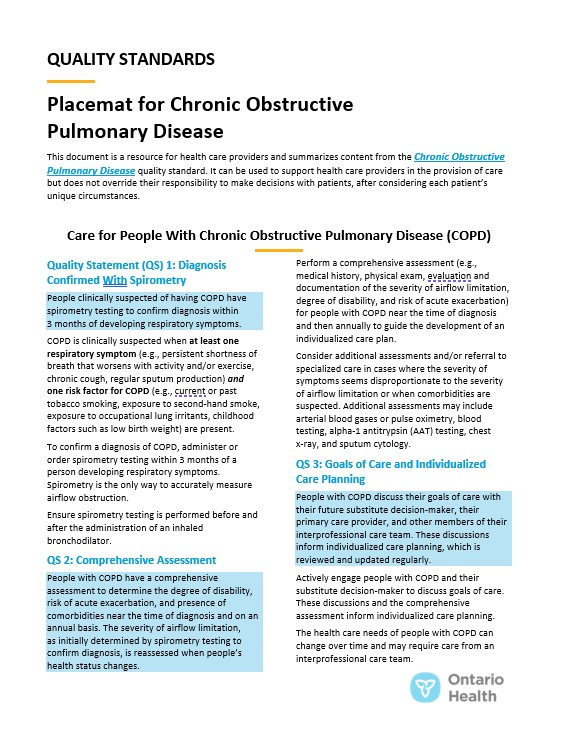 QUALITY STANDARDS
Placemat for Chronic Obstructive
Pulmonary Disease
This document is a resource for health care providers and summarizes content from the Chronic Obstructive
Pulmonary Disease quality standard. It can be used to support health care providers in the provision of care
but does not override their responsibility to make decisions with patients, after considering each patient's
unique circumstances.
Care for People With Chronic Obstructive Pulmonary Disease (COPD)
Quality Statement (QS) 1: Diagnosis
Confirmed With Spirometry
People clinically suspected of having COPD have
spirometry testing to confirm diagnosis within
3 months of developing respiratory symptoms.
COPD is clinically suspected when at least one
respiratory symptom (e.g., persistent shortness of
breath that worsens with activity and/or exercise,
chronic cough, regular sputum production) and
one risk factor for COPD (e.g., current or past
tobacco smoking, exposure to second-hand smoke,
exposure to occupational lung irritants, childhood
factors such as low birth weight) are present.
To confirm a diagnosis of COPD, administer or
order spirometry testing within 3 months of a
person developing respiratory symptoms.
Spirometry is the only way to accurately measure
airflow obstruction.
Ensure spirometry testing is performed before and
after the administration of an inhaled
bronchodilator.
QS 2: Comprehensive Assessment
People with COPD have a comprehensive
assessment to determine the degree of disability,
risk of acute exacerbation, and presence of
comorbidities near the time of diagnosis and on an
annual basis. The severity of airflow limitation,
as initially determined by spirometry testing to
confirm diagnosis, is reassessed when people's
health status changes.
Perform a comprehensive assessment (e.g.,
medical history, physical exam, evaluation and
documentation of the severity of airflow limitation,
degree of disability, and risk of acute exacerbation)
for people with COPD near the time of diagnosis
and then annually to guide the development of an
individualized care plan.
Consider additional assessments and/or referral to
specialized care in cases where the severity of
symptoms seems disproportionate to the severity
of airflow limitation or when comorbidities are
suspected. Additional assessments may include
arterial blood gases or pulse oximetry, blood
testing, alpha-1 antitrypsin (AAT) testing, chest
x-ray, and sputum cytology.
QS 3: Goals of Care and Individualized
Care Planning
People with COPD discuss their goals of care with
their future substitute decision-maker, their
primary care provider, and other members of their
interprofessional care team. These discussions
inform individualized care planning, which is
reviewed and updated regularly.
Actively engage people with COPD and their
substitute decision-maker to discuss goals of care.
These discussions and the comprehensive
assessment inform individualized care planning.
The health care needs of people with COPD can
change over time and may require care from an
interprofessional care team.
Ontario
Health